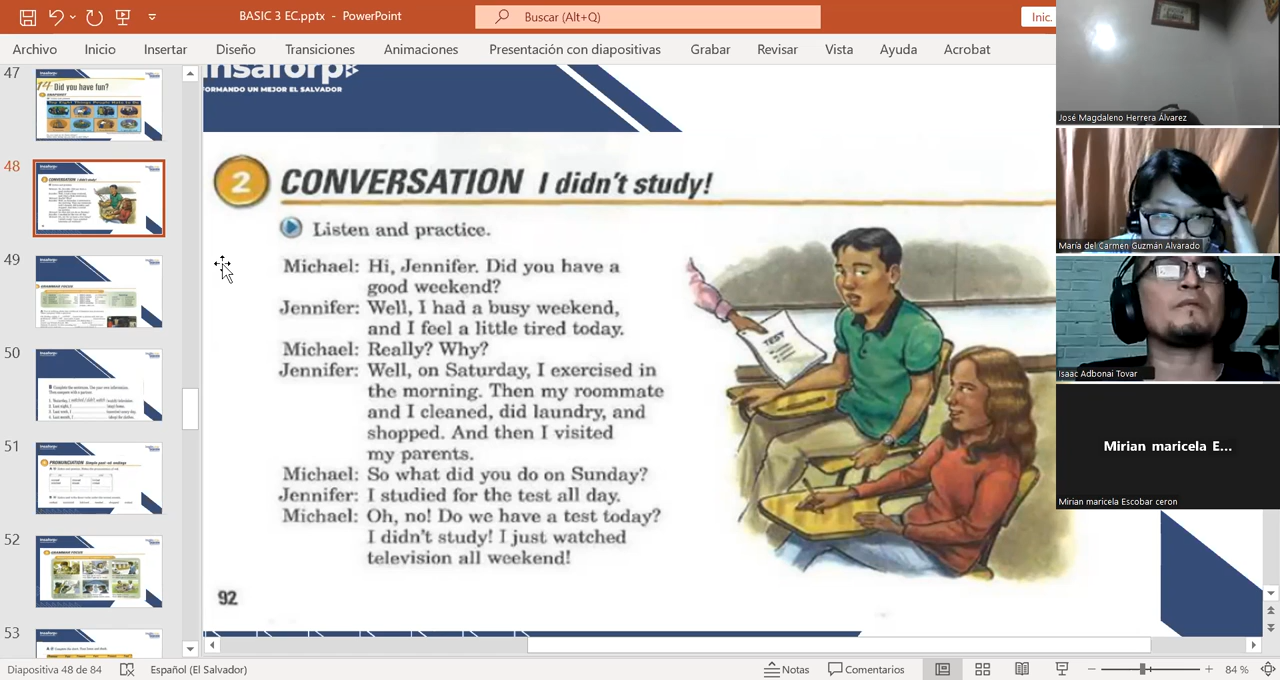 BASIC 3 EC.pptx - PowerPoint
Buscar (Alt+Q)
Inic.
Archivo Inicio Insertar Diseño Transiciones Animaciones Presentación con diapositivas Grabar Revisar Vista Ayuda Acrobat
47
14 Did you have fun?
48
49
50
51
52
53
GRAMMAR FOCUS
insaforp
FORMANDO UN MEJOR EL SALVADOR
2 CONVERSATION I didn't study!
Listen and practice.
Michael: Hi, Jennifer. Did you have a
good weekend?
Jennifer: Well, I had a busy weekend,
and I feel a little tired today.
Michael: Really? Why?
Jennifer: Well, on Saturday, I exercised in
the morning. Then my roommate
and I cleaned, did laundry, and
shopped. And then I visited
my parents.
Michael: So what did you do on Sunday?
Jennifer: I studied for the test all day.
Michael: Oh, no! Do we have a test today?
I didn't study! I just watched
television all weekend!
TEST
92
José Magdaleno Herrera Álvarez
María del Carmen Guzmán Alvarado
Isaac Adbonai Tovar
Mirian maricela E...
Mirian maricela Escobar ceron
Diapositiva 48 de 84
Español (El Salvador)
Notas
Comentarios
84 %